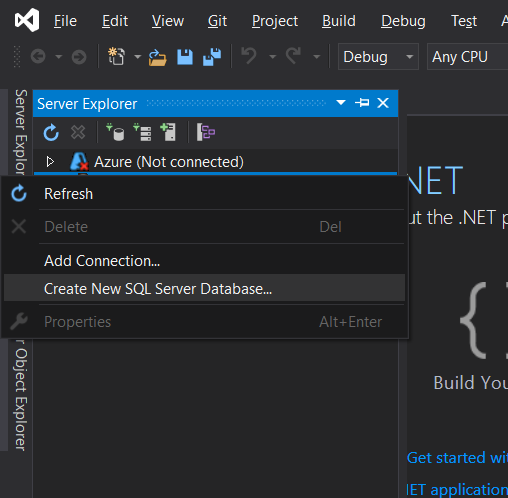 File Edit View Git Project Build Debug Test
Debug Any CPU
Server Explorer
Azure (Not connected)
Refresh
Delete Del
Add Connection...
Create New SQL Server Database...
Properties Alt+Enter
Server Explor
r Object Explorer
.NET
ut the .NET p
{
Build You
Get started wi
ET application